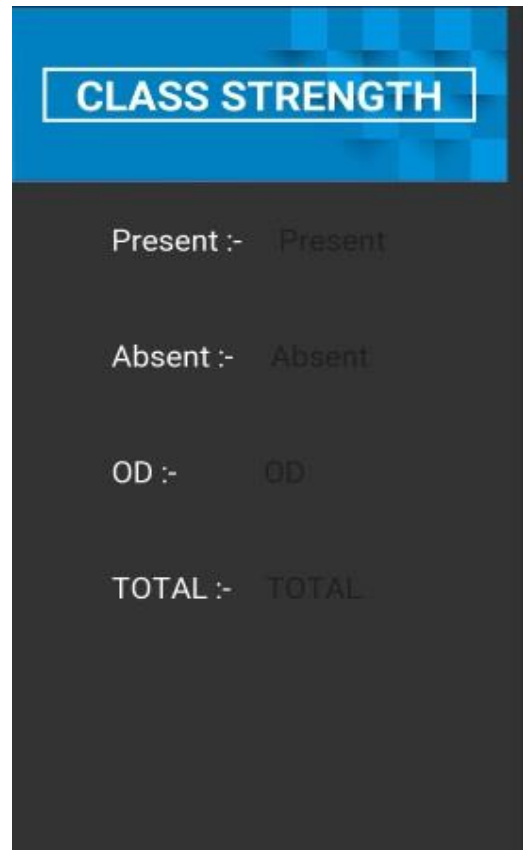 CLASS STRENGTH
Present :- Present
Absent :- Absent
OD :- OD
TOTAL :- TOTAL